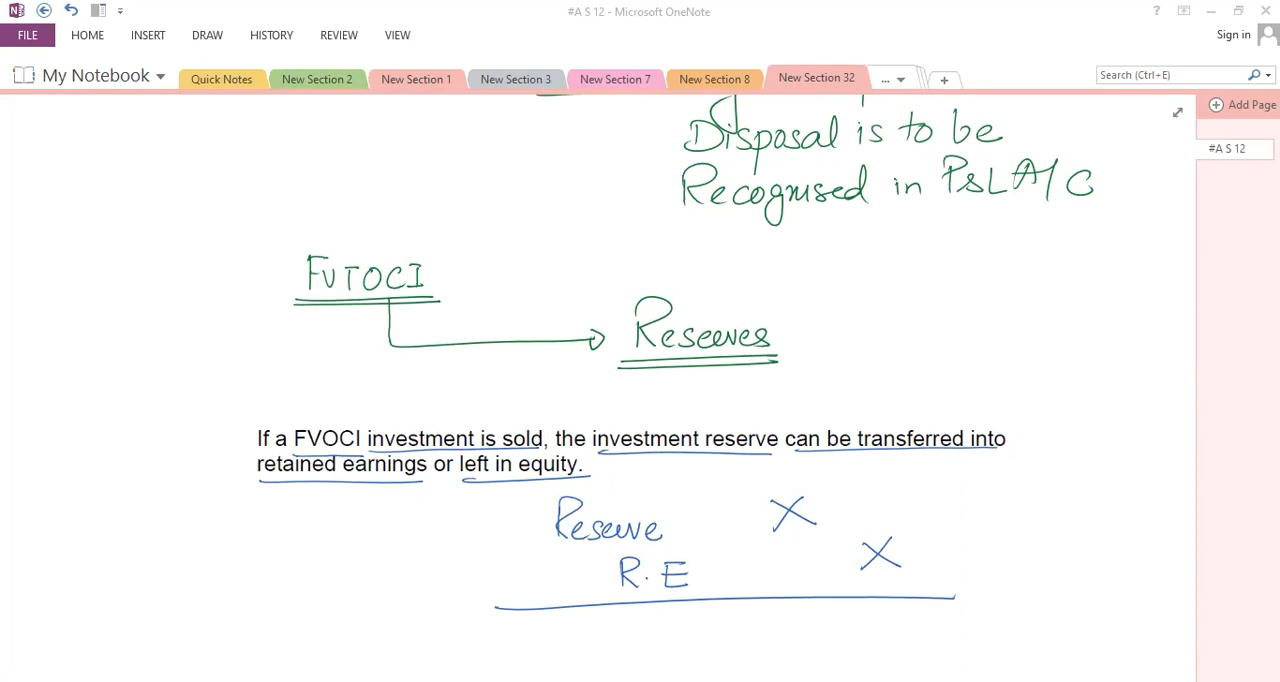 #A S 12 - Microsoft OneNote
?
FILE HOME INSERT DRAW HISTORY REVIEW VIEW
Sign in
My Notebook
Quick Notes New Section 2 New Section 1 New Section 3 New Section 7 New Section 8 New Section 32 ... +
Search (Ctrl+E)
Add Page
#A S 12
Disposal is to be
Recognised in P&L A/C
FVTOCI
Reserves
If a FVOCI investment is sold, the investment reserve can be transferred into
retained earnings or left in equity.
Reserve X
R.E X